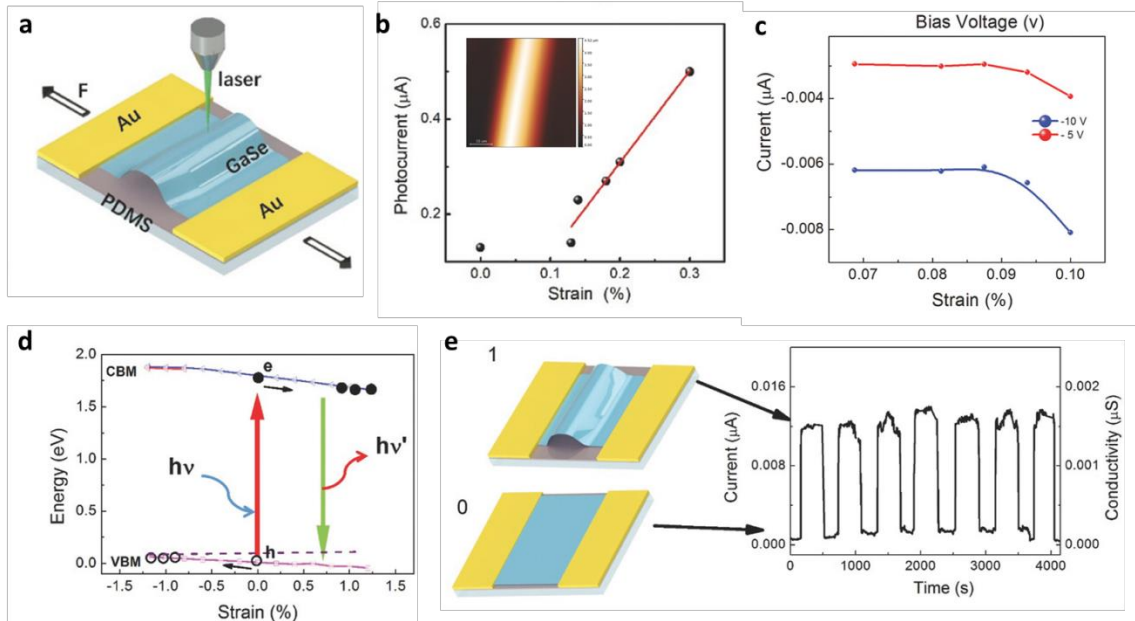 a
laser
F
Au
GaSe
PDMS
Au
b
Photocurrent (μA)
0.6
0.4
0.2
0.0 0.1 0.2 0.3
Strain (%)
c
Bias Voltage (v)
Current (μA)
-0.004
-0.006
-0.008
-10 V
- 5 V
0.07 0.08 0.09 0.10
Strain (%)
d
Energy (eV)
2.0
1.5
1.0
0.5
0.0
CBM
e
hν
hν'
VBM
h
-1.5 -1.0 -0.5 0.0 0.5 1.0 1.5
Strain (%)
e
1
0
Current (μA)
0.016
0.008
0.000
0.002
0.001
0.000
Conductivity (μS)
0 1000 2000 3000 4000
Time (s)